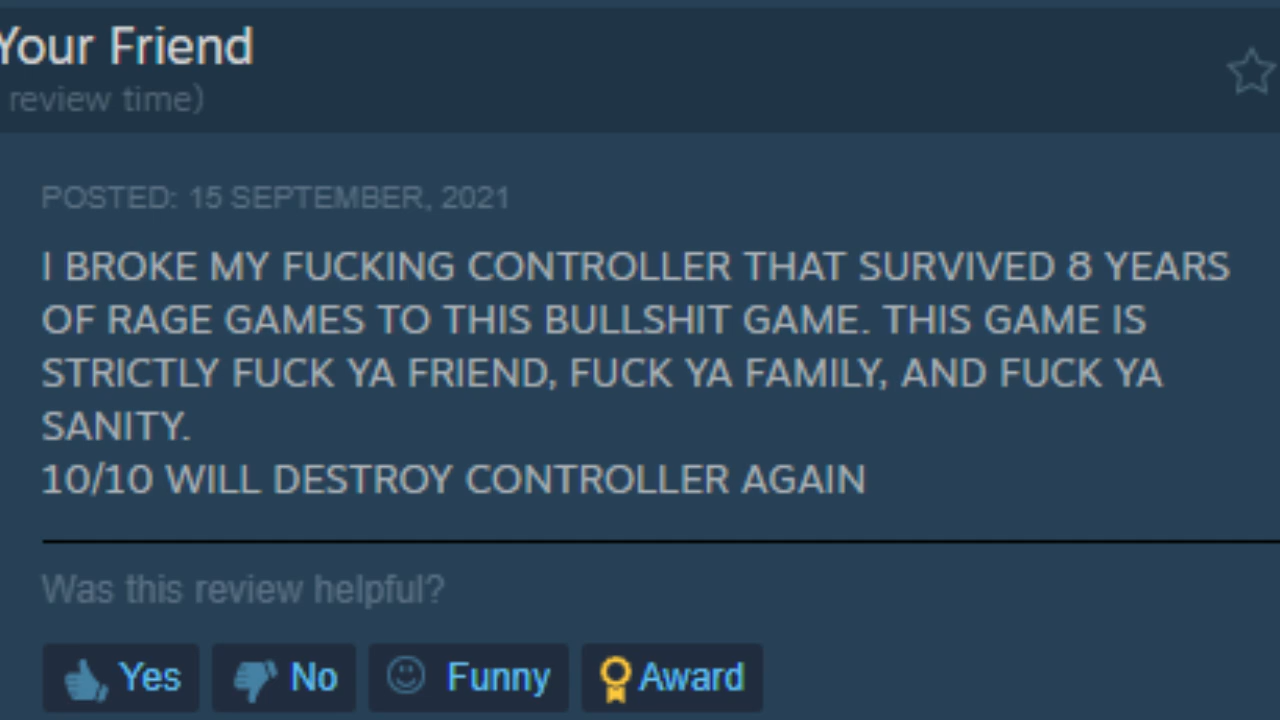 Your Friend
review time)
POSTED: 15 SEPTEMBER, 2021
I BROKE MY FUCKING CONTROLLER THAT SURVIVED 8 YEARS
OF RAGE GAMES TO THIS BULLSHIT GAME. THIS GAME IS
STRICTLY FUCK YA FRIEND, FUCK YA FAMILY, AND FUCK YA
SANITY.
10/10 WILL DESTROY CONTROLLER AGAIN
Was this review helpful?
Yes No Funny Award